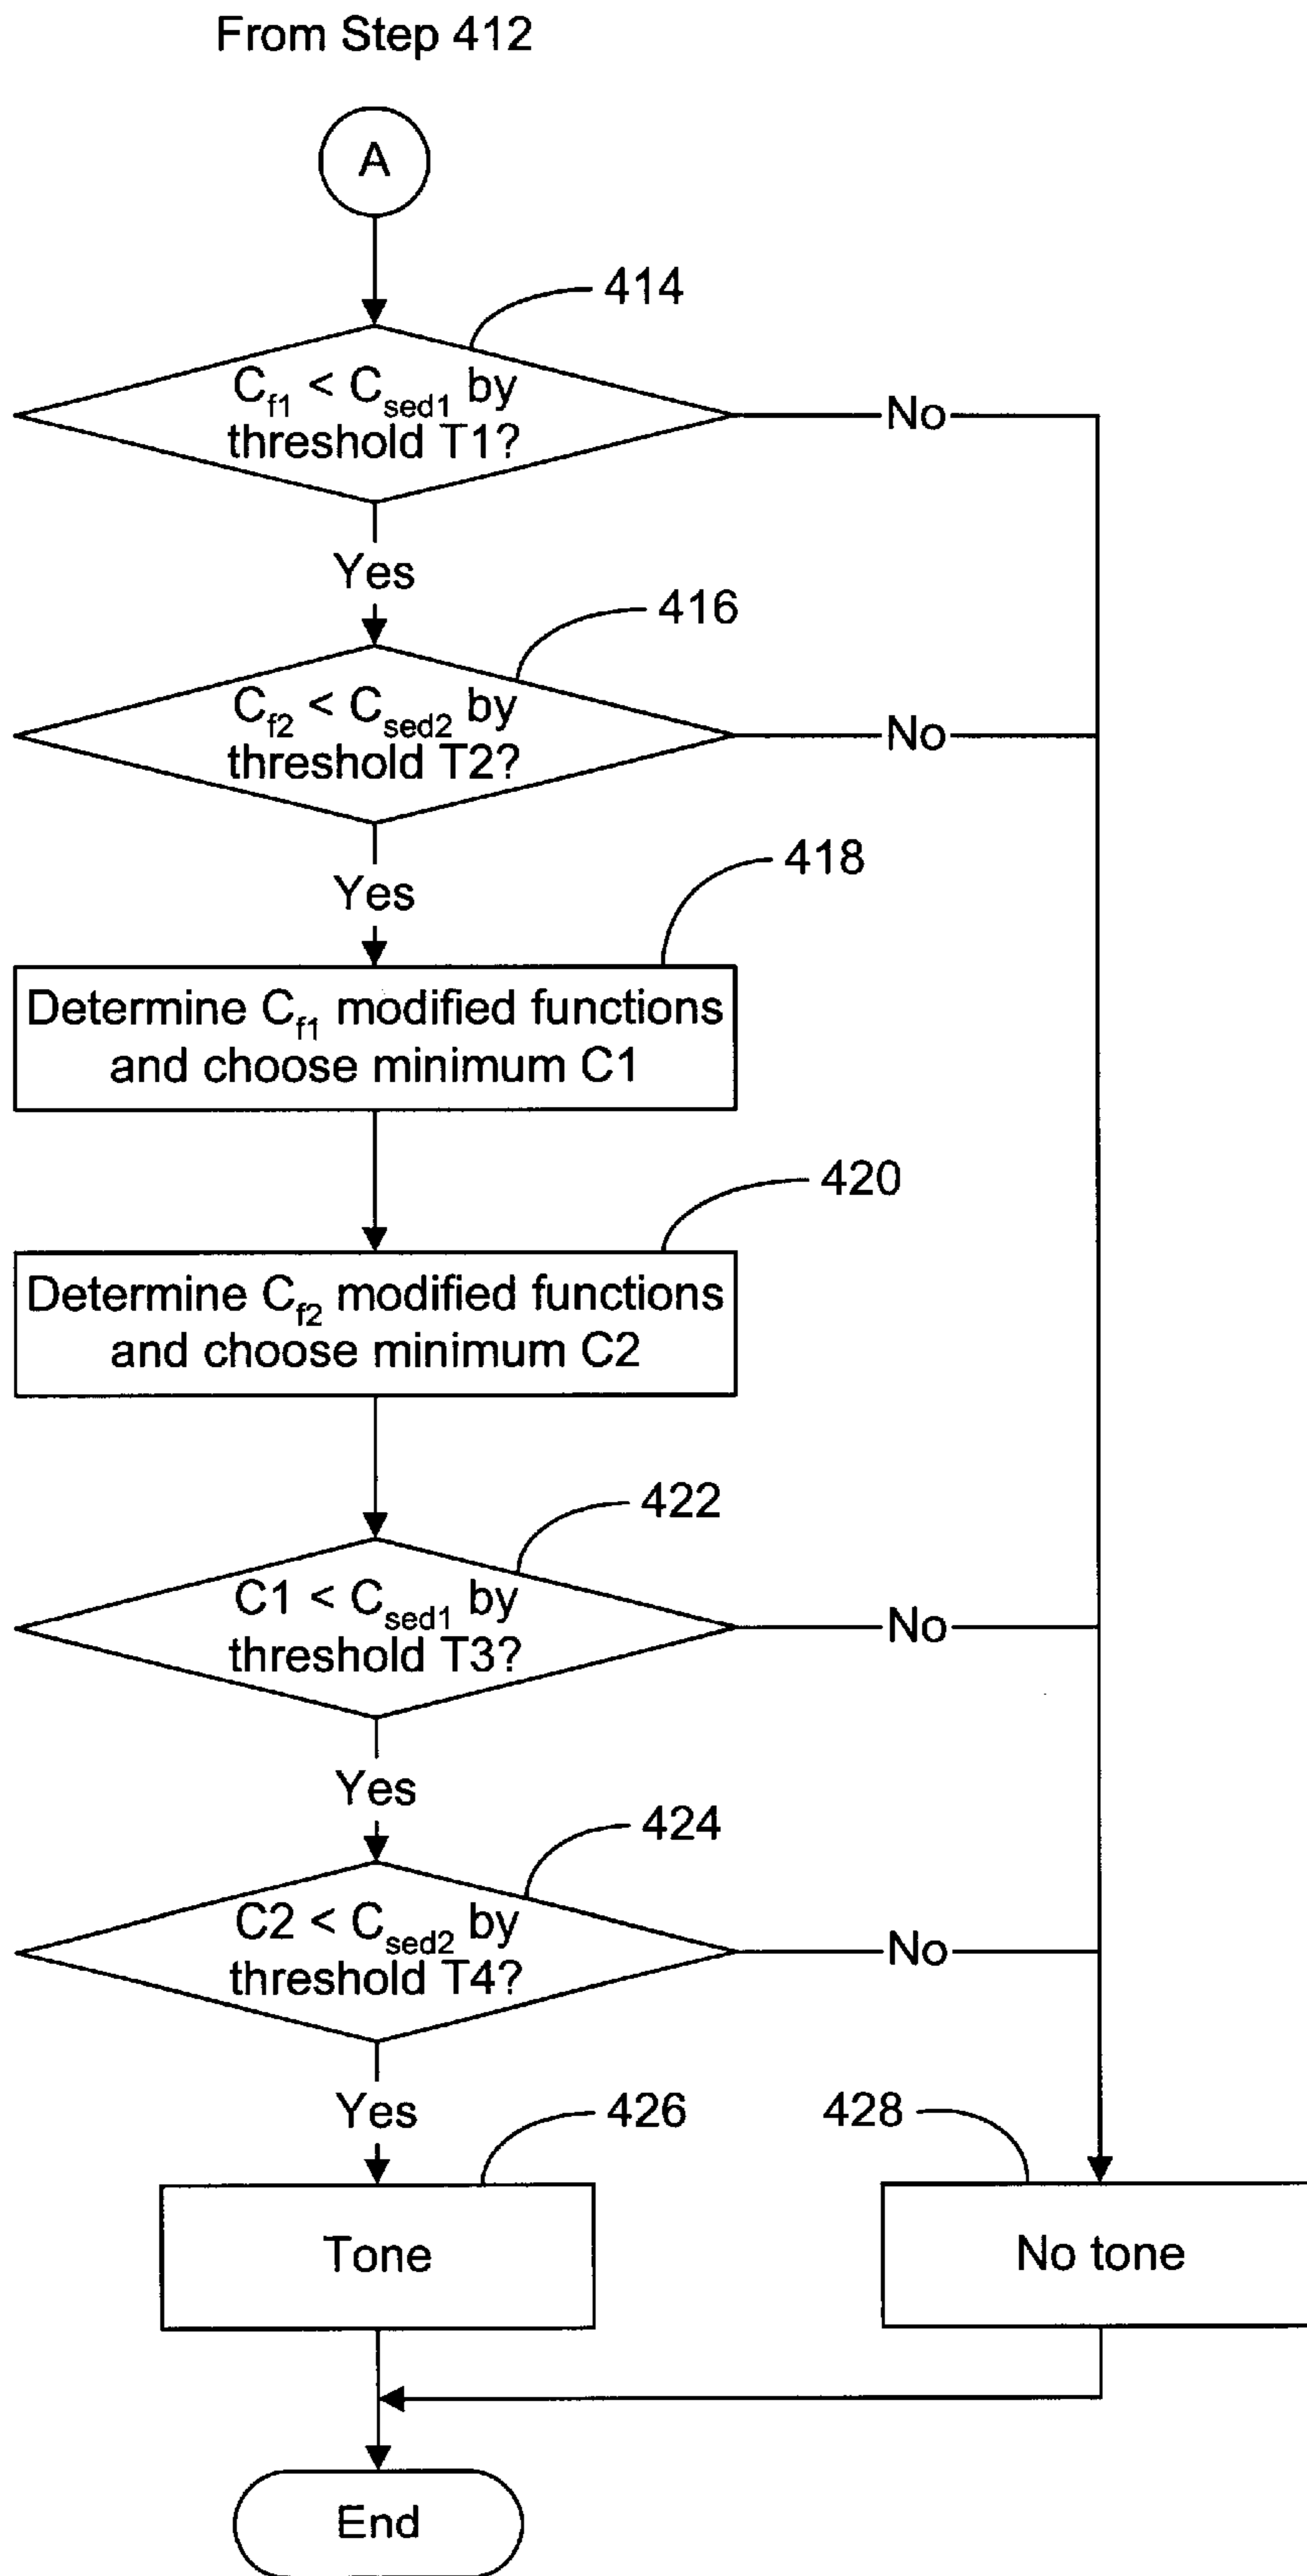 From Step 412
A
414
C_f1 < C_sed1 by
threshold T1?
No
Yes
416
C_f2 < C_sed2 by
threshold T2?
No
Yes
418
Determine C_f1 modified functions
and choose minimum C1
420
Determine C_f2 modified functions
and choose minimum C2
422
C1 < C_sed1 by
threshold T3?
No
Yes
424
C2 < C_sed2 by
threshold T4?
No
Yes
426
428
Tone
No tone
End